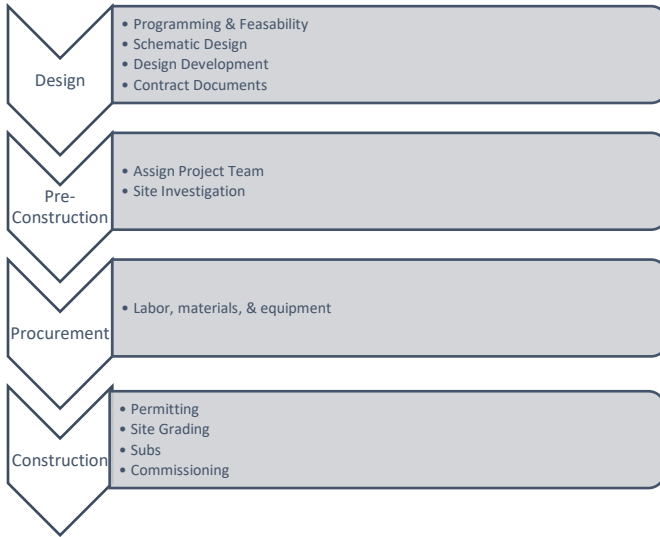 Design
• Programming & Feasability
• Schematic Design
• Design Development
• Contract Documents
Pre-
Construction
• Assign Project Team
• Site Investigation
Procurement
• Labor, materials, & equipment
Construction
• Permitting
• Site Grading
• Subs
• Commissioning